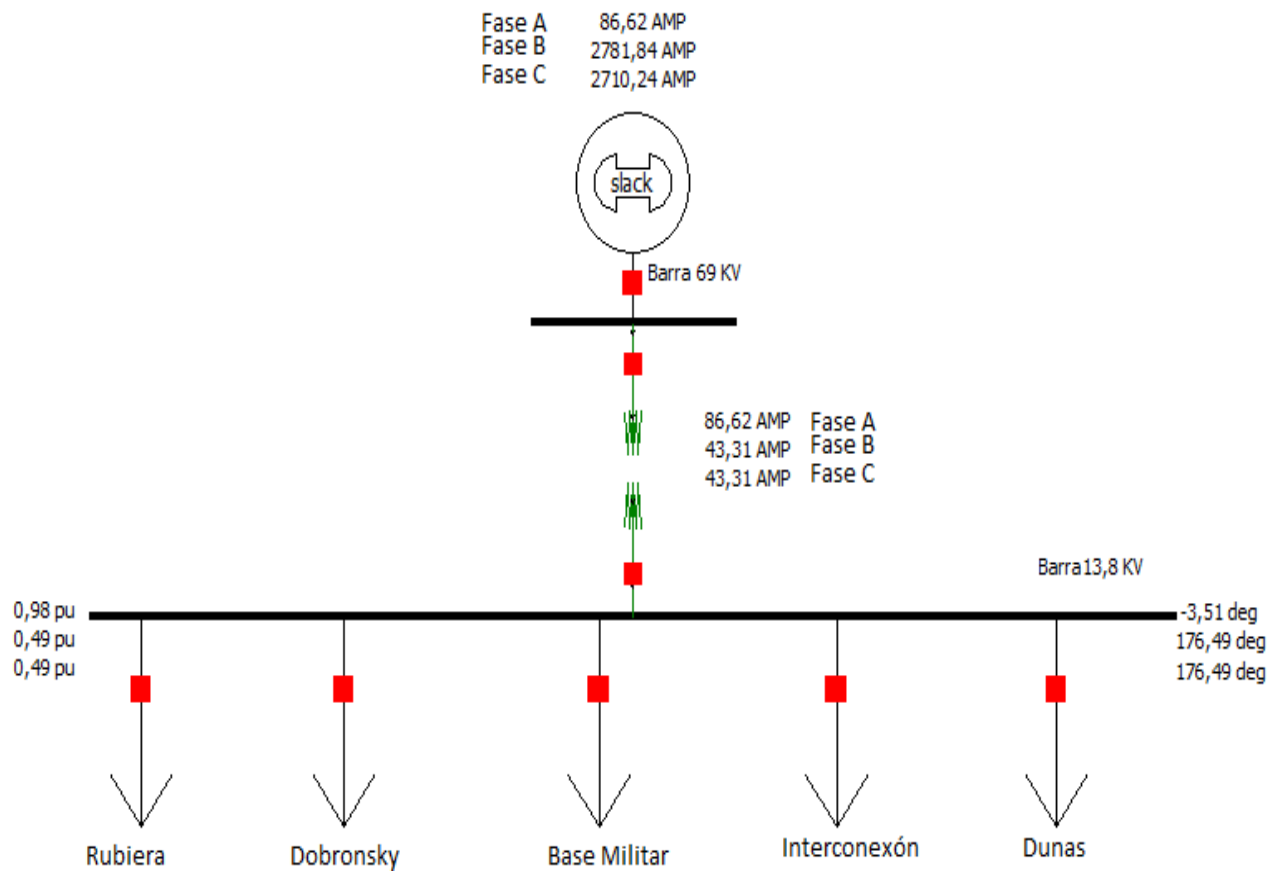 Fase A 86,62 AMP
Fase B 2781,84 AMP
Fase C 2710,24 AMP
slack
Barra 69 KV
86,62 AMP Fase A
43,31 AMP Fase B
43,31 AMP Fase C
Barra 13,8 KV
0,98 pu -3,51 deg
0,49 pu 176,49 deg
0,49 pu 176,49 deg
Rubiera Dobronsky Base Militar Interconexón Dunas